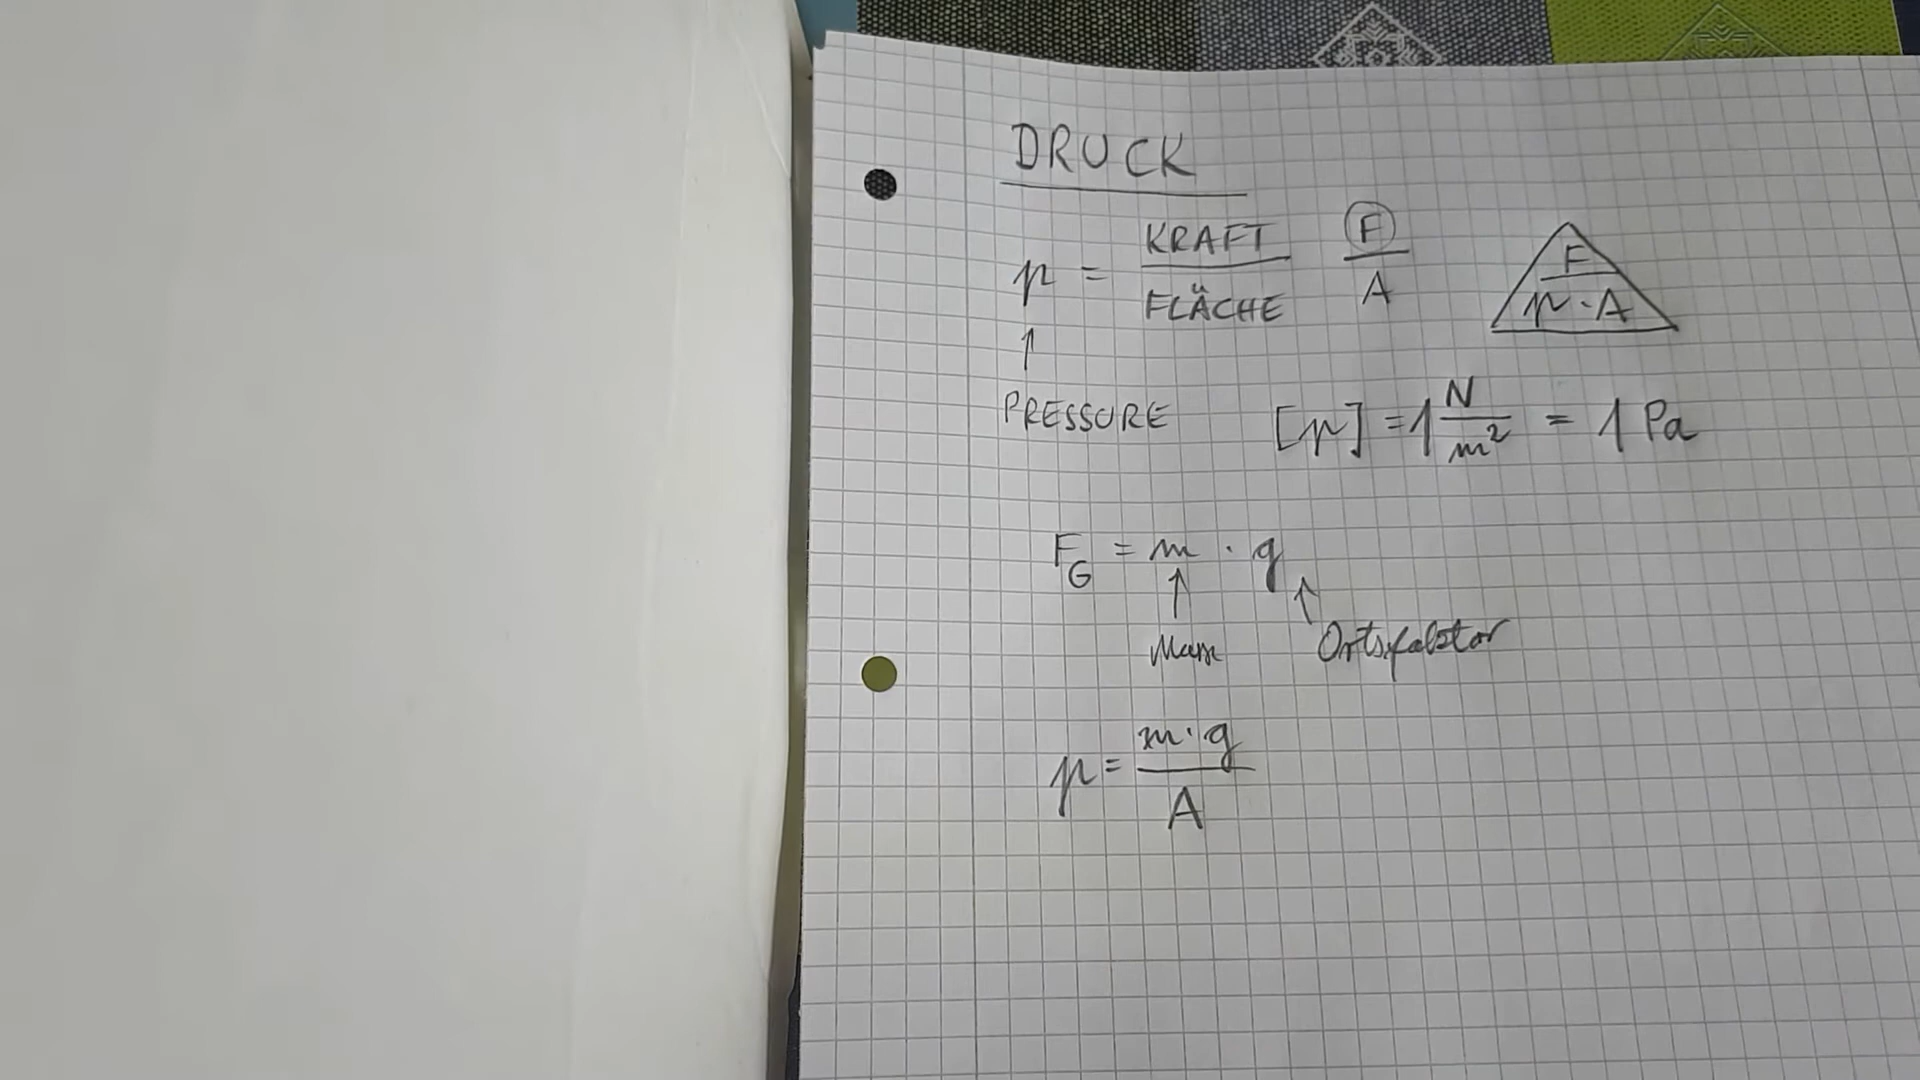 DRUCK
p = KRAFT / FLÄCHE F / A
F / p · A
↑
PRESSURE [p] = 1 N / m² = 1 Pa
F_G = m · g
↑ ↑
Masse Ortsfaktor
p = m · g / A